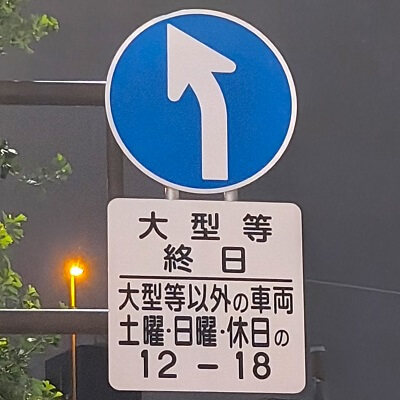 大型等
終日
大型等以外の車両
土曜・日曜・休日の
12－18